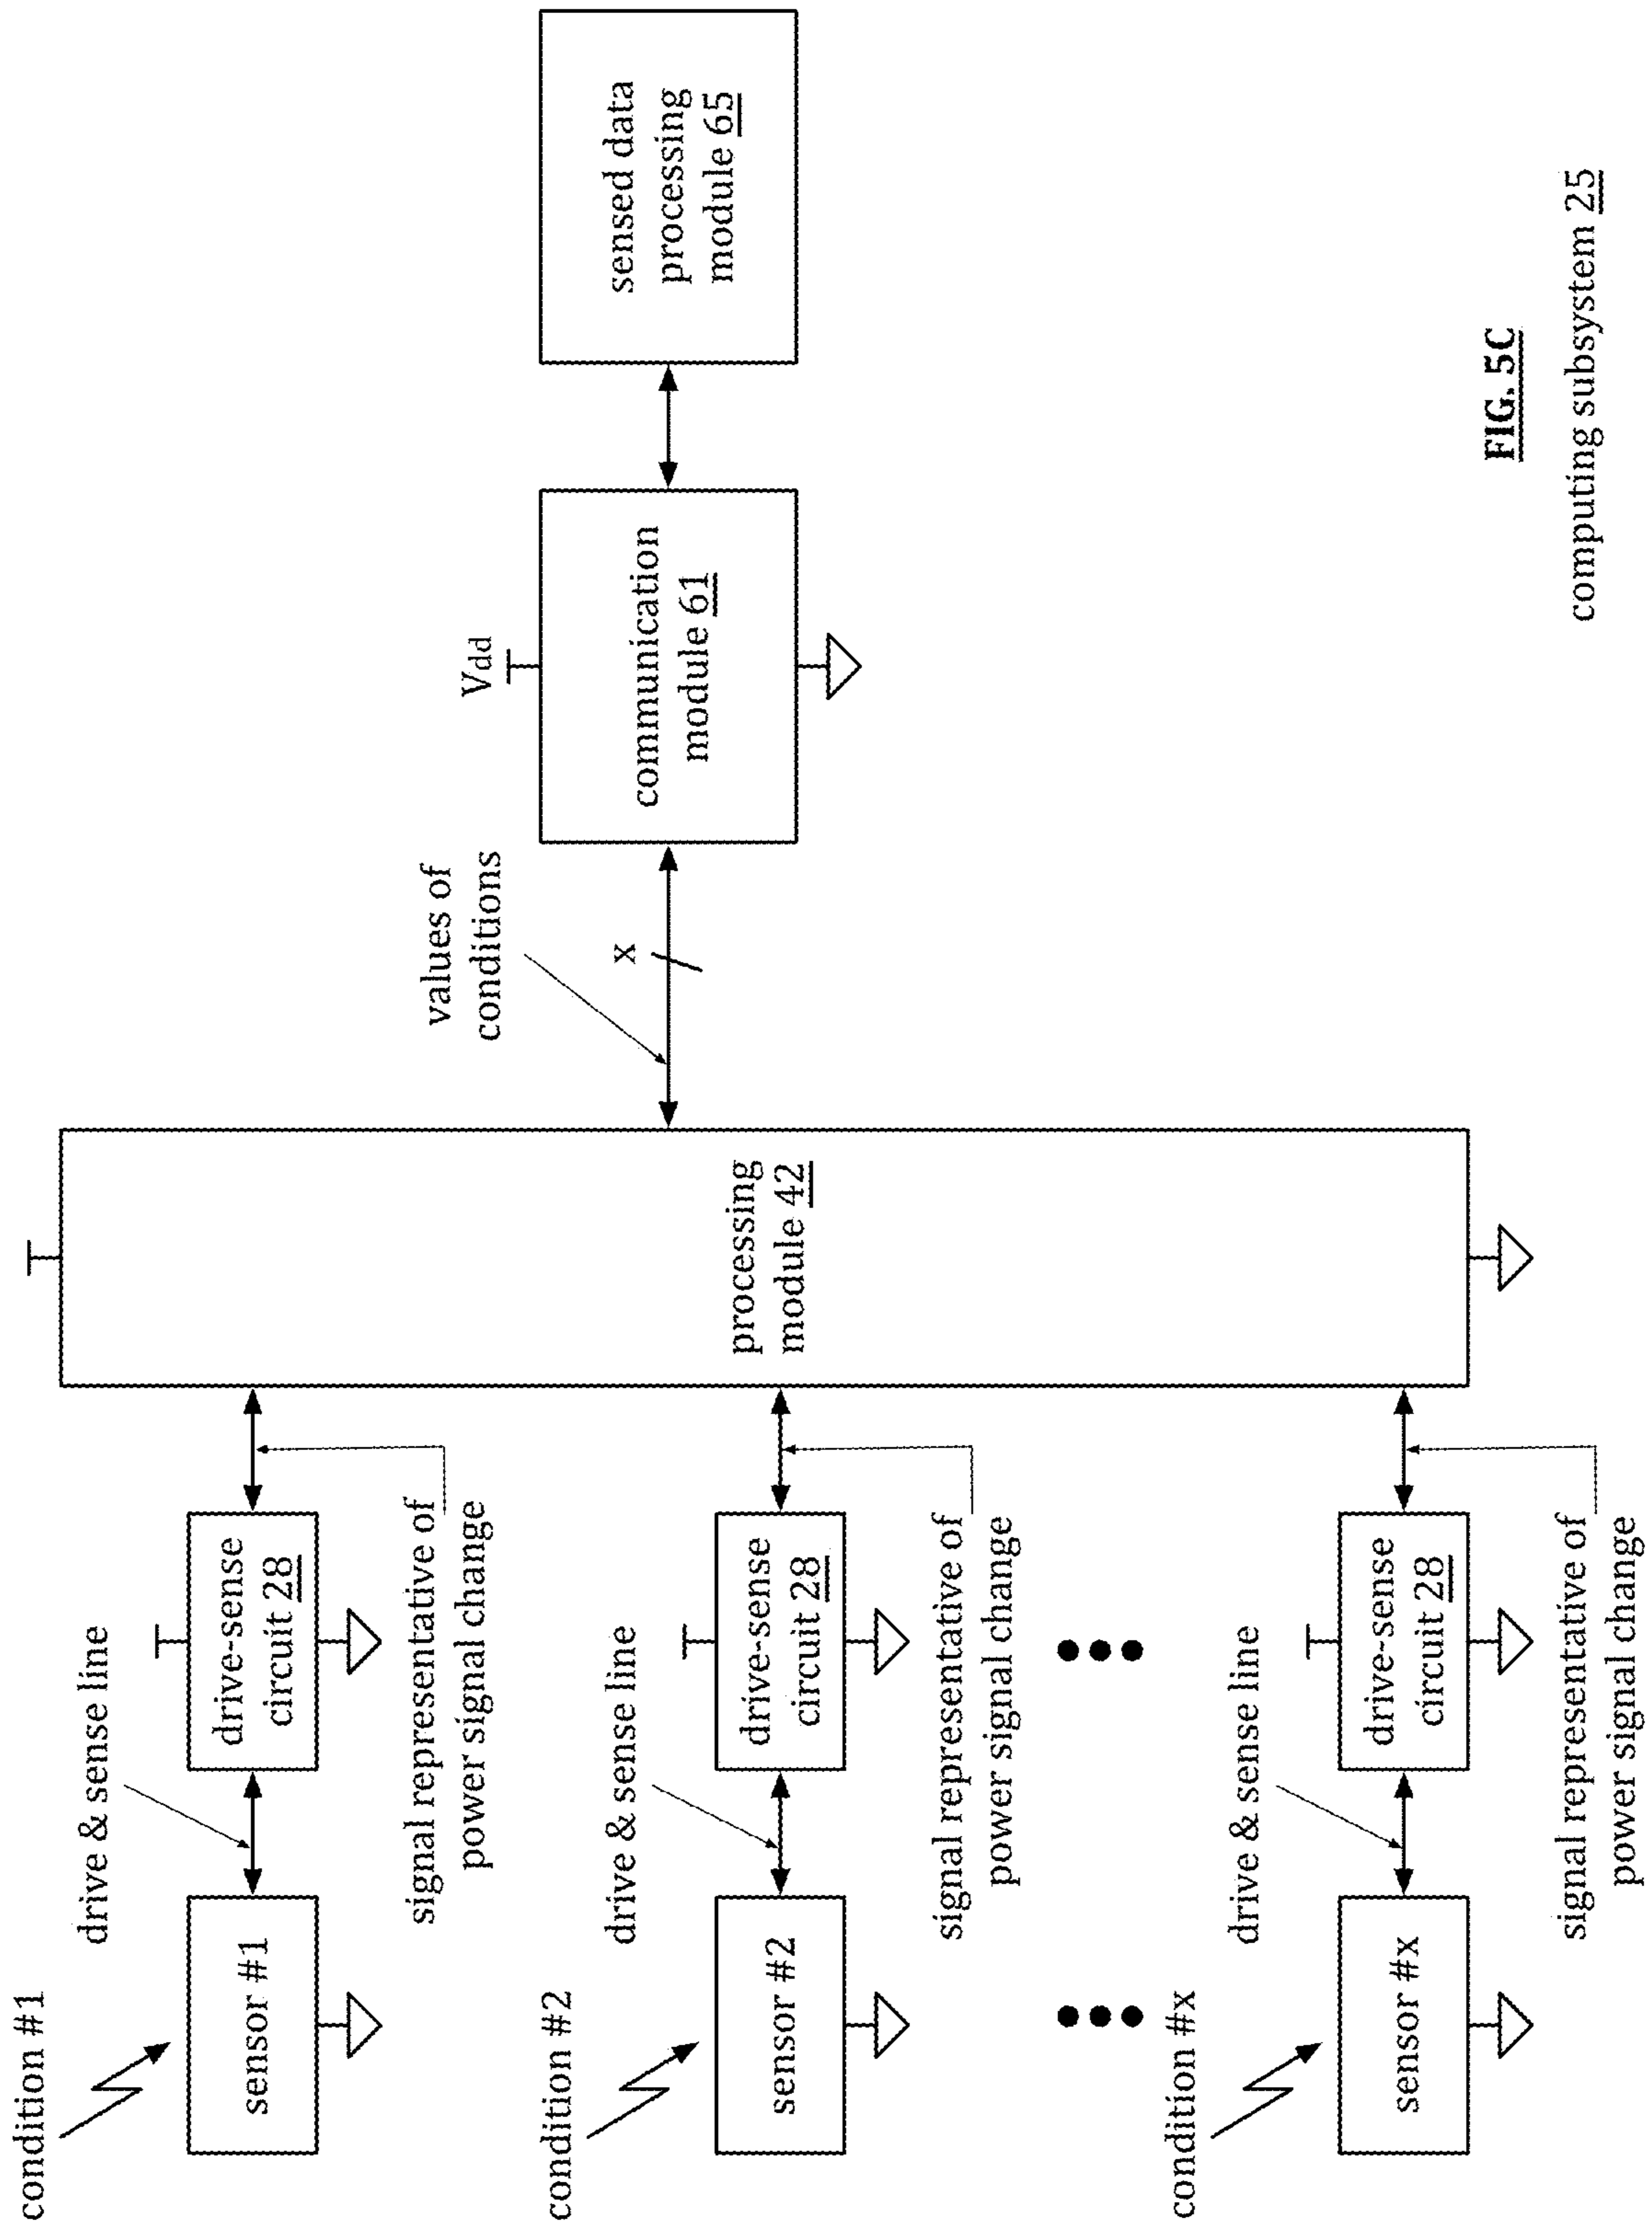 condition #1
drive & sense line
sensor #1
drive-sense
circuit 28
signal representative of
power signal change
condition #2
drive & sense line
sensor #2
drive-sense
circuit 28
signal representative of
power signal change
condition #x
drive & sense line
sensor #x
drive-sense
circuit 28
signal representative of
power signal change
processing
module 42
values of
conditions
x
Vdd
communication
module 61
sensed data
processing
module 65
FIG. 5C
computing subsystem 25